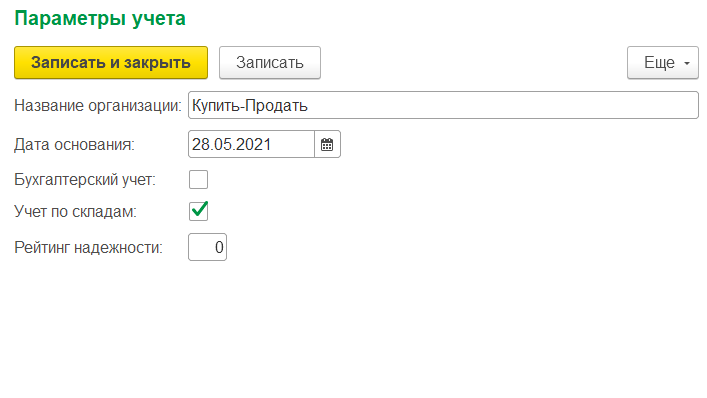 Параметры учета
Записать и закрыть Записать Еще
Название организации: Купить-Продать
Дата основания: 28.05.2021
Бухгалтерский учет:
Учет по складам:
Рейтинг надежности: 0